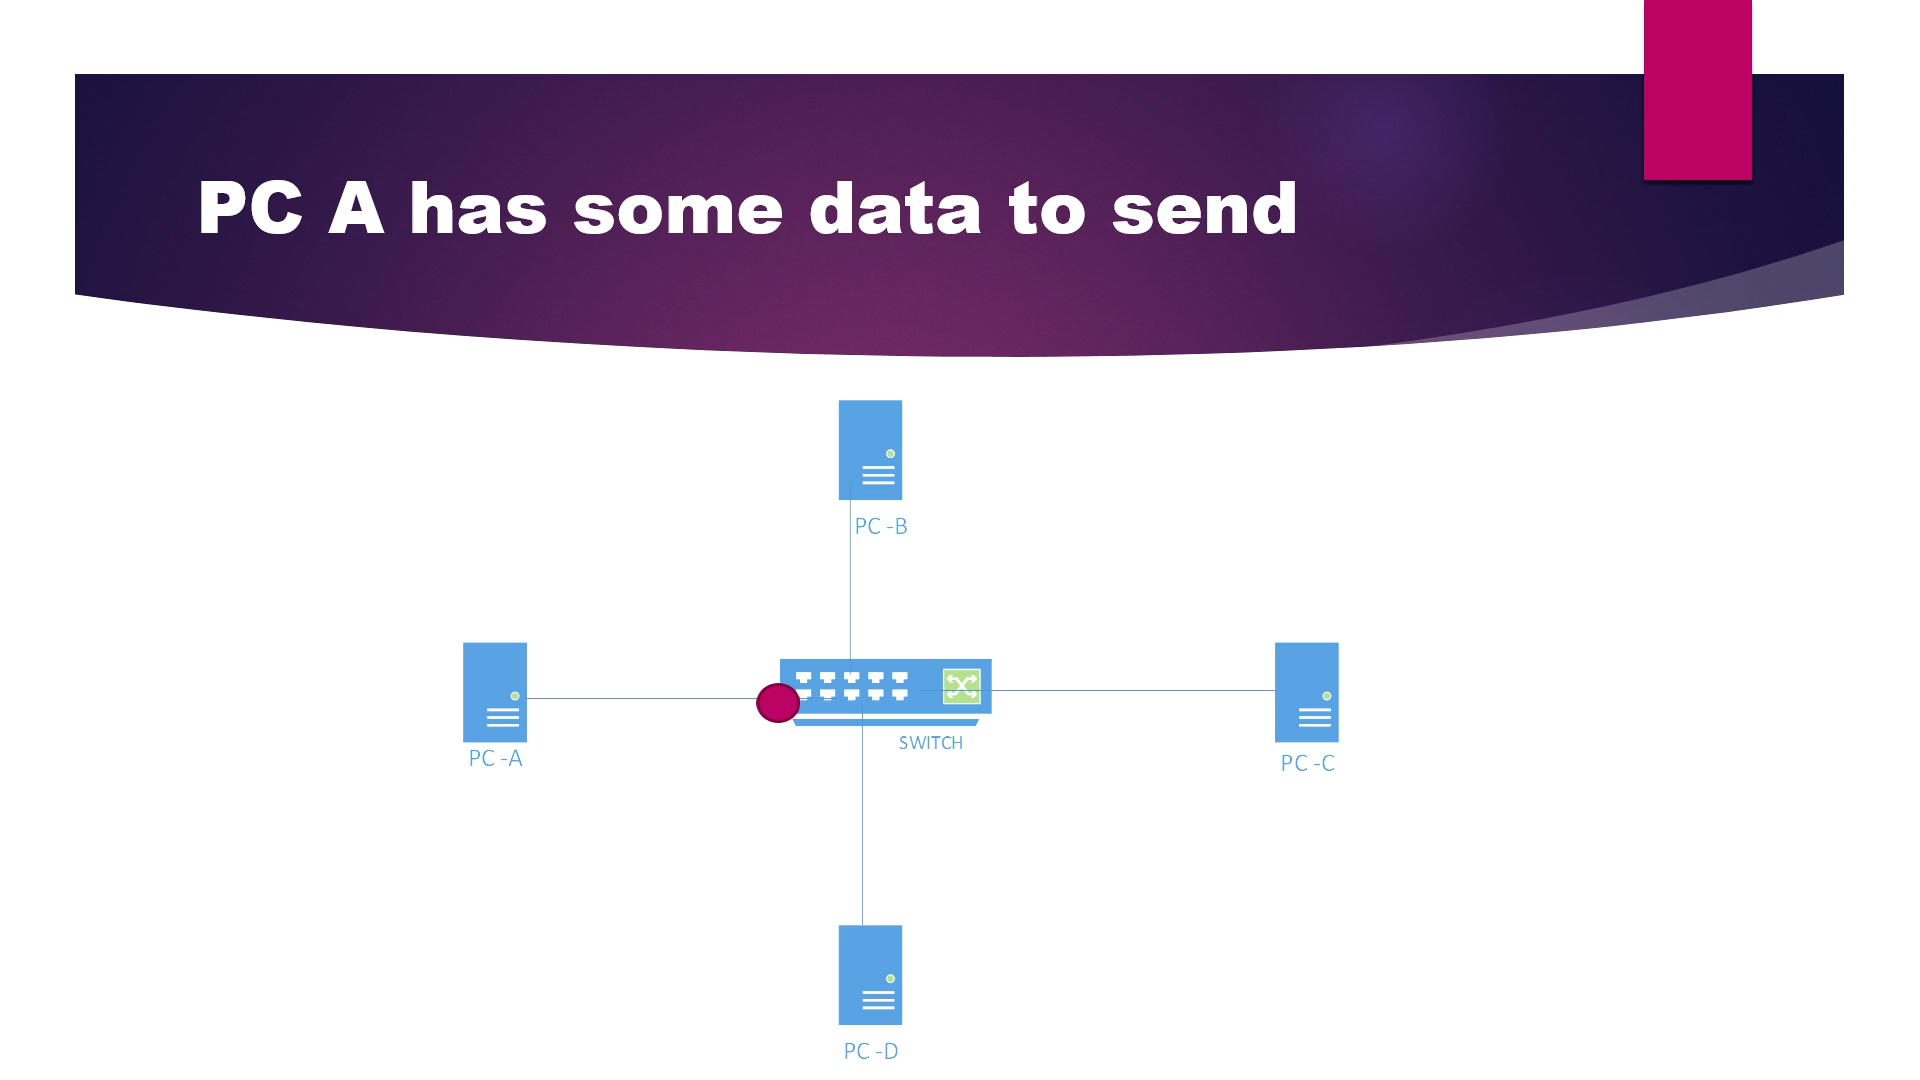 PC A has some data to send
PC -B
PC -A
SWITCH
PC -C
PC -D